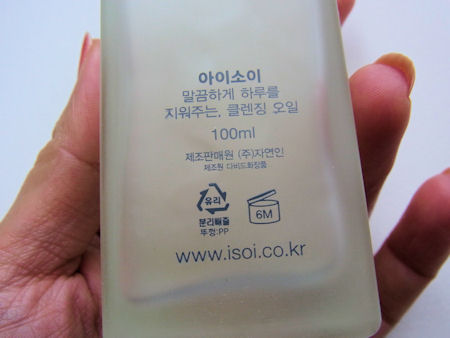 아이소이
말끔하게 하루를
지워주는, 클렌징 오일
100ml
제조판매원 (주)자연인
제조원 다비드화장품
유리
6M
분리배출
뚜껑:PP
www.isoi.co.kr